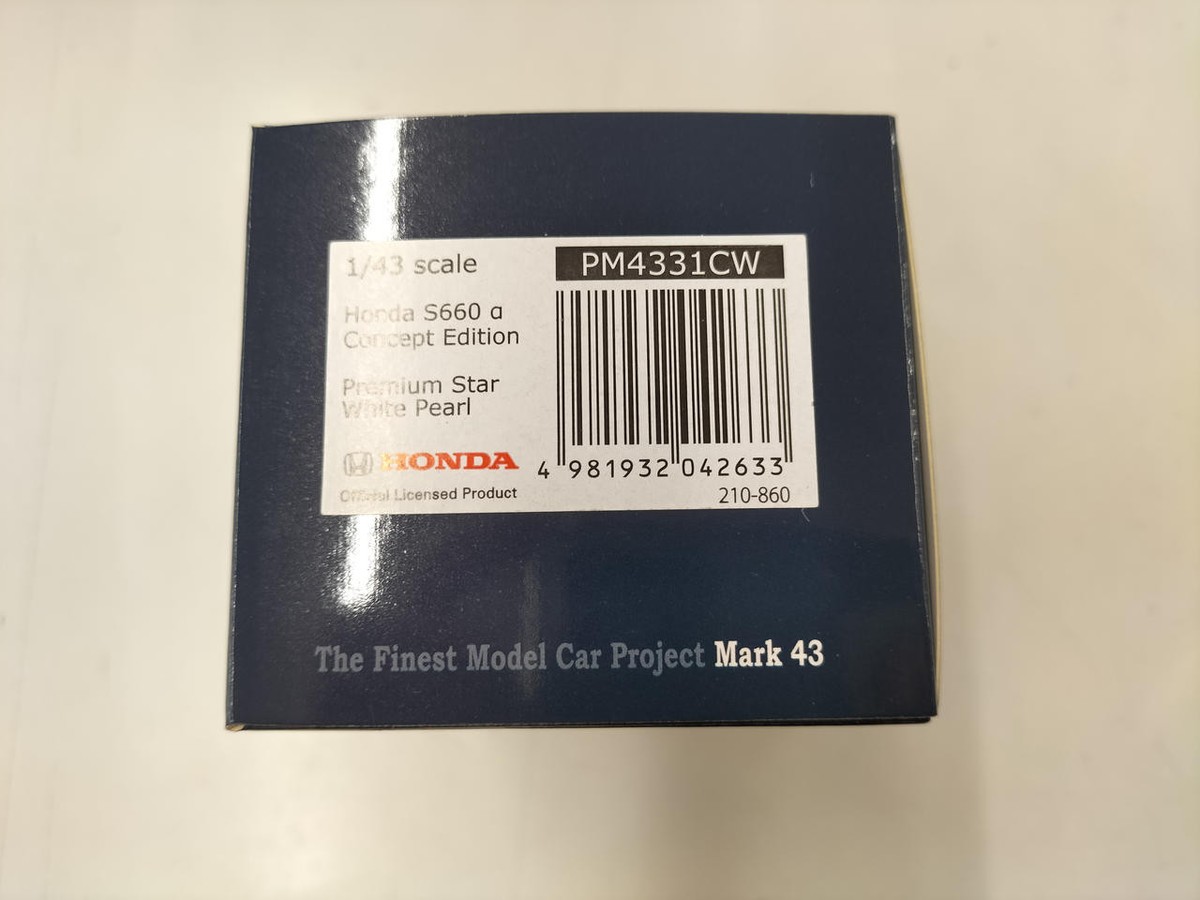 1/43 scale
PM4331CW
Honda S660 α
Concept Edition
Premium Star
White Pearl
HONDA
Official Licensed Product
4 981932 042633
210-860
The Finest Model Car Project Mark 43